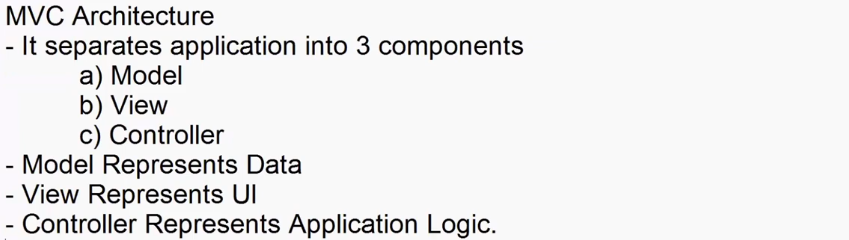 MVC Architecture
- It separates application into 3 components
a) Model
b) View
c) Controller
- Model Represents Data
- View Represents UI
- Controller Represents Application Logic.